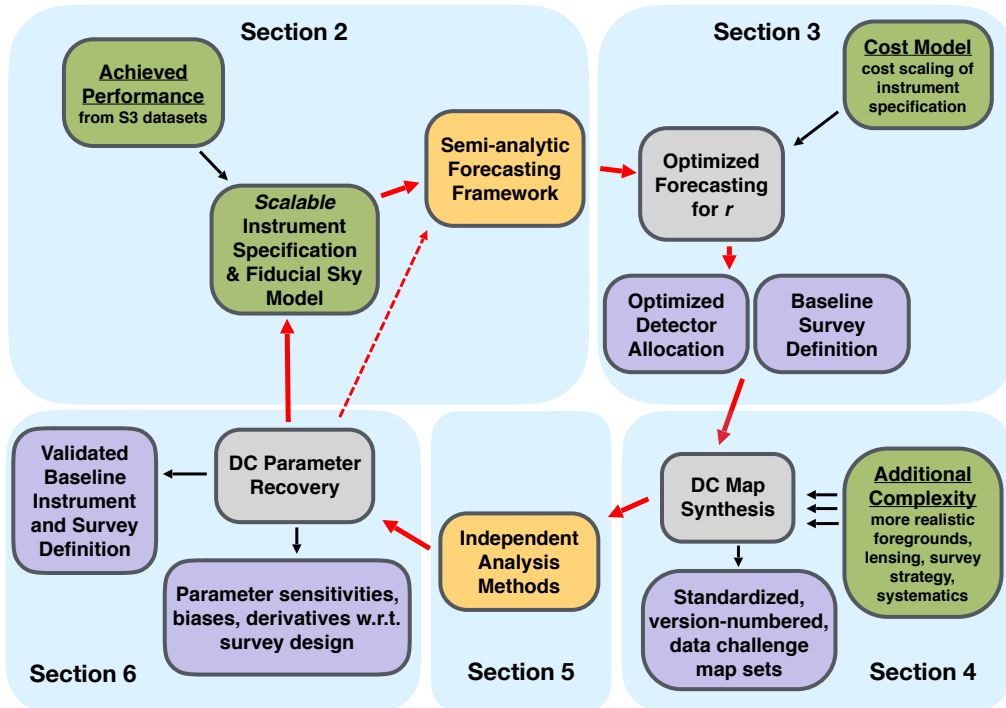 Section 2
Achieved
Performance
from S3 datasets
Scalable
Instrument
Specification
& Fiducial Sky
Model
Semi-analytic
Forecasting
Framework
Section 3
Cost Model
cost scaling of
instrument
specification
Optimized
Forecasting
for r
Optimized
Detector
Allocation
Baseline
Survey
Definition
DC Map
Synthesis
Additional
Complexity
more realistic
foregrounds,
lensing, survey
strategy,
systematics
Standardized,
version-numbered,
data challenge
map sets
Section 4
Independent
Analysis
Methods
Section 5
DC Parameter
Recovery
Validated
Baseline
Instrument
and Survey
Definition
Parameter sensitivities,
biases, derivatives w.r.t.
survey design
Section 6